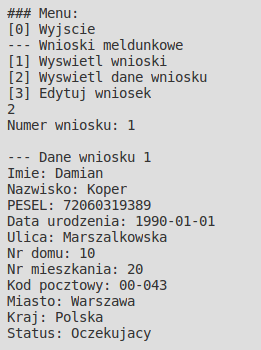 ### Menu:
[0] Wyjscie
--- Wnioski meldunkowe
[1] Wyswietl wnioski
[2] Wyswietl dane wniosku
[3] Edytuj wniosek
2
Numer wniosku: 1

--- Dane wniosku 1
Imie: Damian
Nazwisko: Koper
PESEL: 72060319389
Data urodzenia: 1990-01-01
Ulica: Marszalkowska
Nr domu: 10
Nr mieszkania: 20
Kod pocztowy: 00-043
Miasto: Warszawa
Kraj: Polska
Status: Oczekujacy